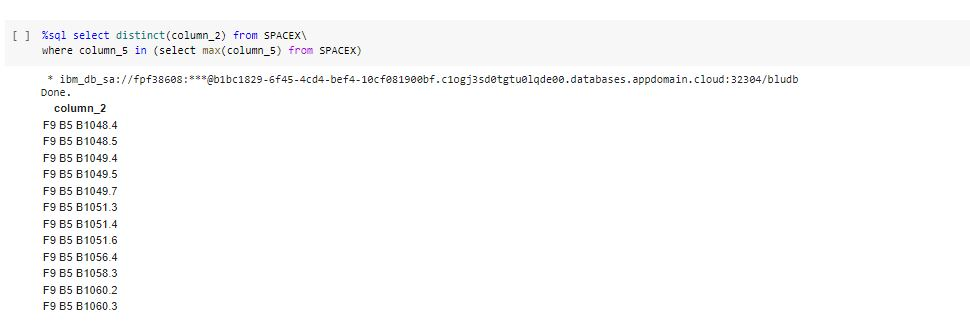 [ ] %sql select distinct(column_2) from SPACEX\
where column_5 in (select max(column_5) from SPACEX)
* ibm_db_sa://fpf38608:***@b1bc1829-6f45-4cd4-bef4-10cf081900bf.c1ogj3sd0tgtu0lqde00.databases.appdomain.cloud:32304/bludb
Done.
column_2
F9 B5 B1048.4
F9 B5 B1048.5
F9 B5 B1049.4
F9 B5 B1049.5
F9 B5 B1049.7
F9 B5 B1051.3
F9 B5 B1051.4
F9 B5 B1051.6
F9 B5 B1056.4
F9 B5 B1058.3
F9 B5 B1060.2
F9 B5 B1060.3